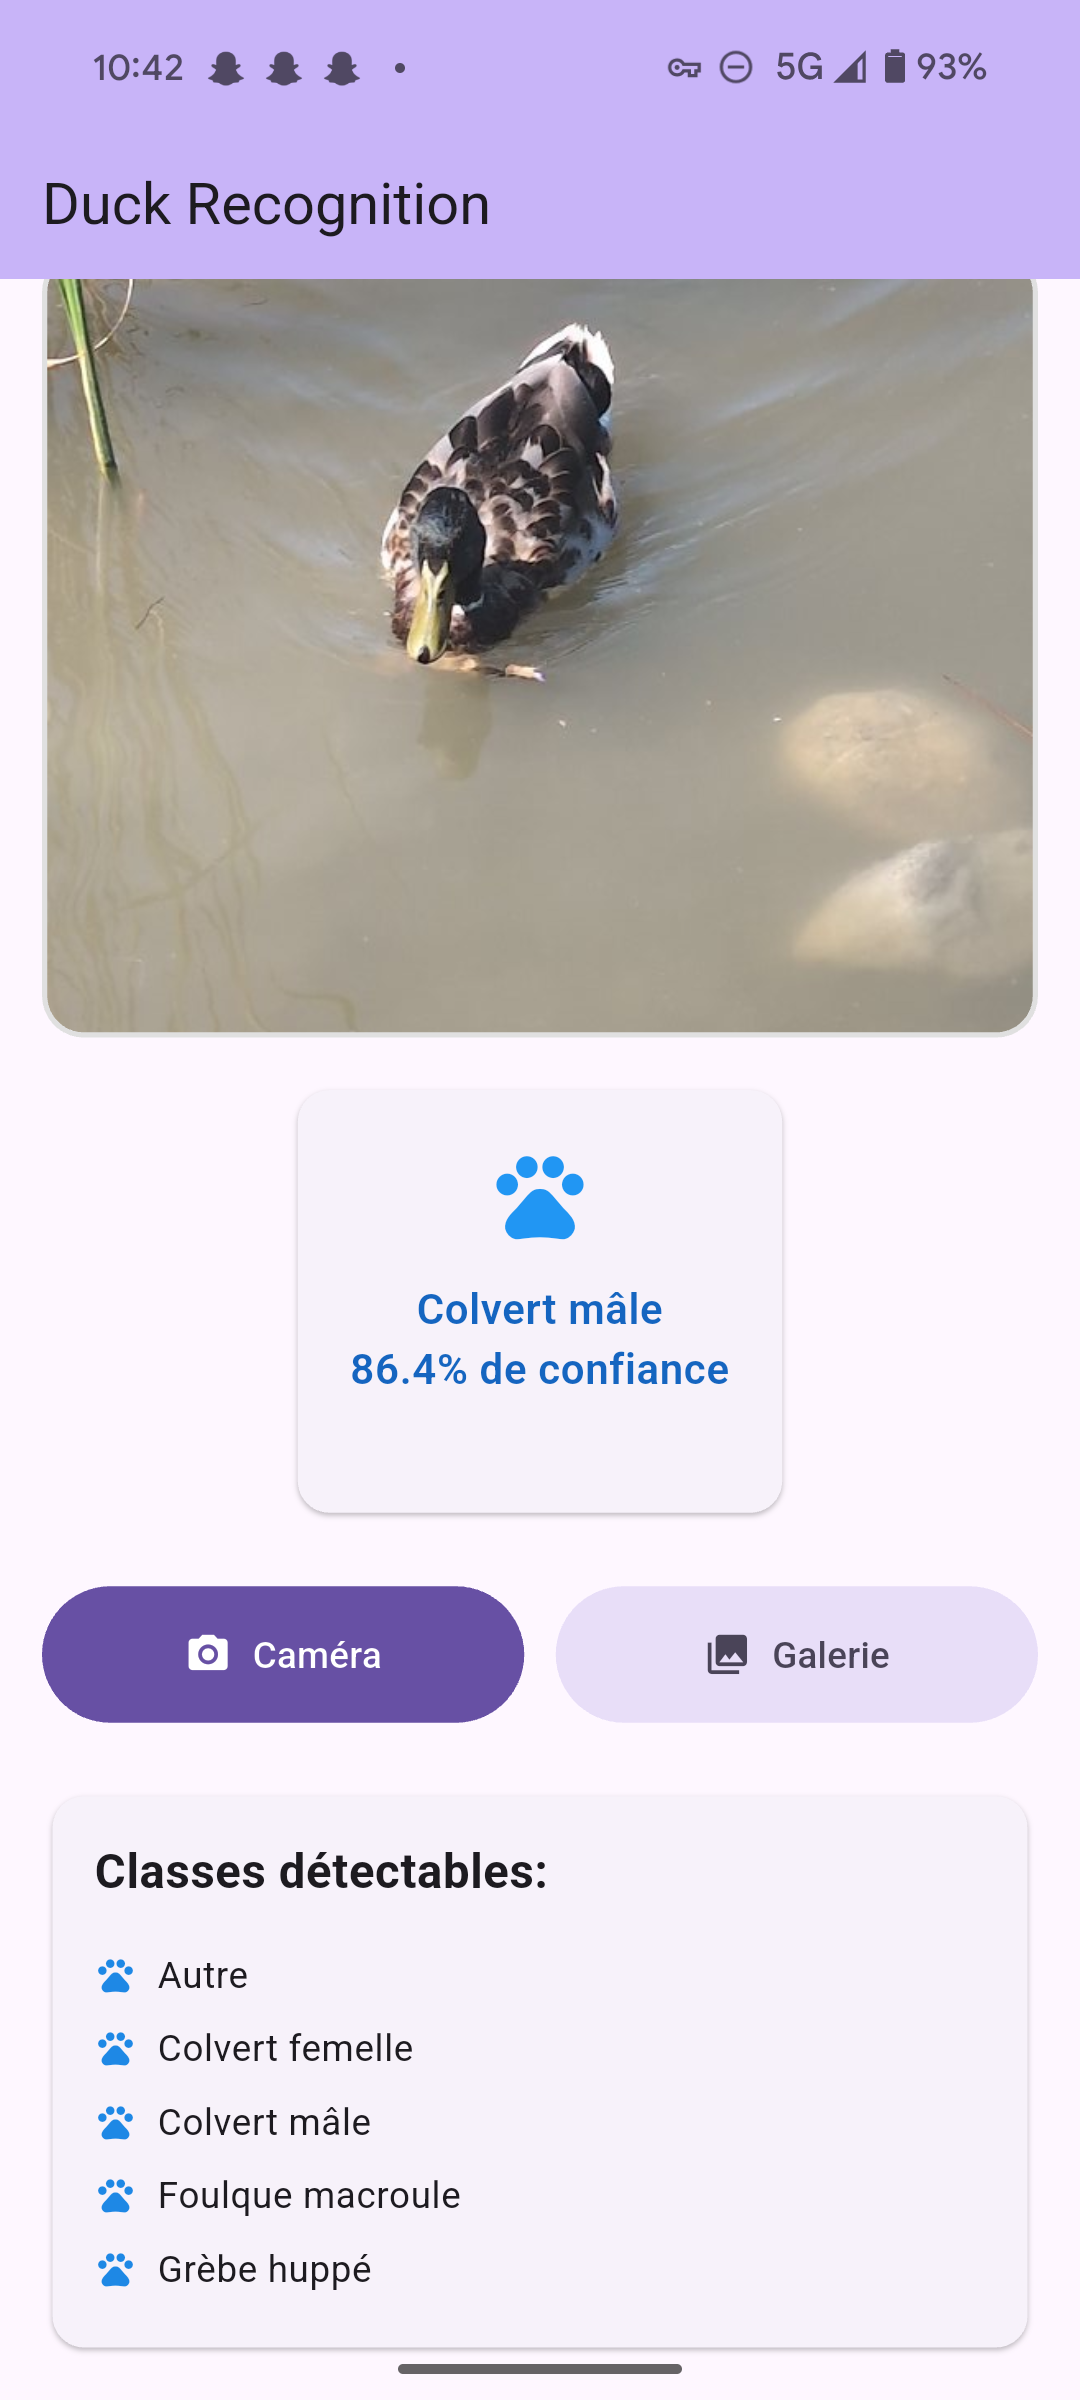 10:42 5G 93%
Duck Recognition
Colvert mâle
86.4% de confiance
Caméra Galerie
Classes détectables:
Autre
Colvert femelle
Colvert mâle
Foulque macroule
Grèbe huppé